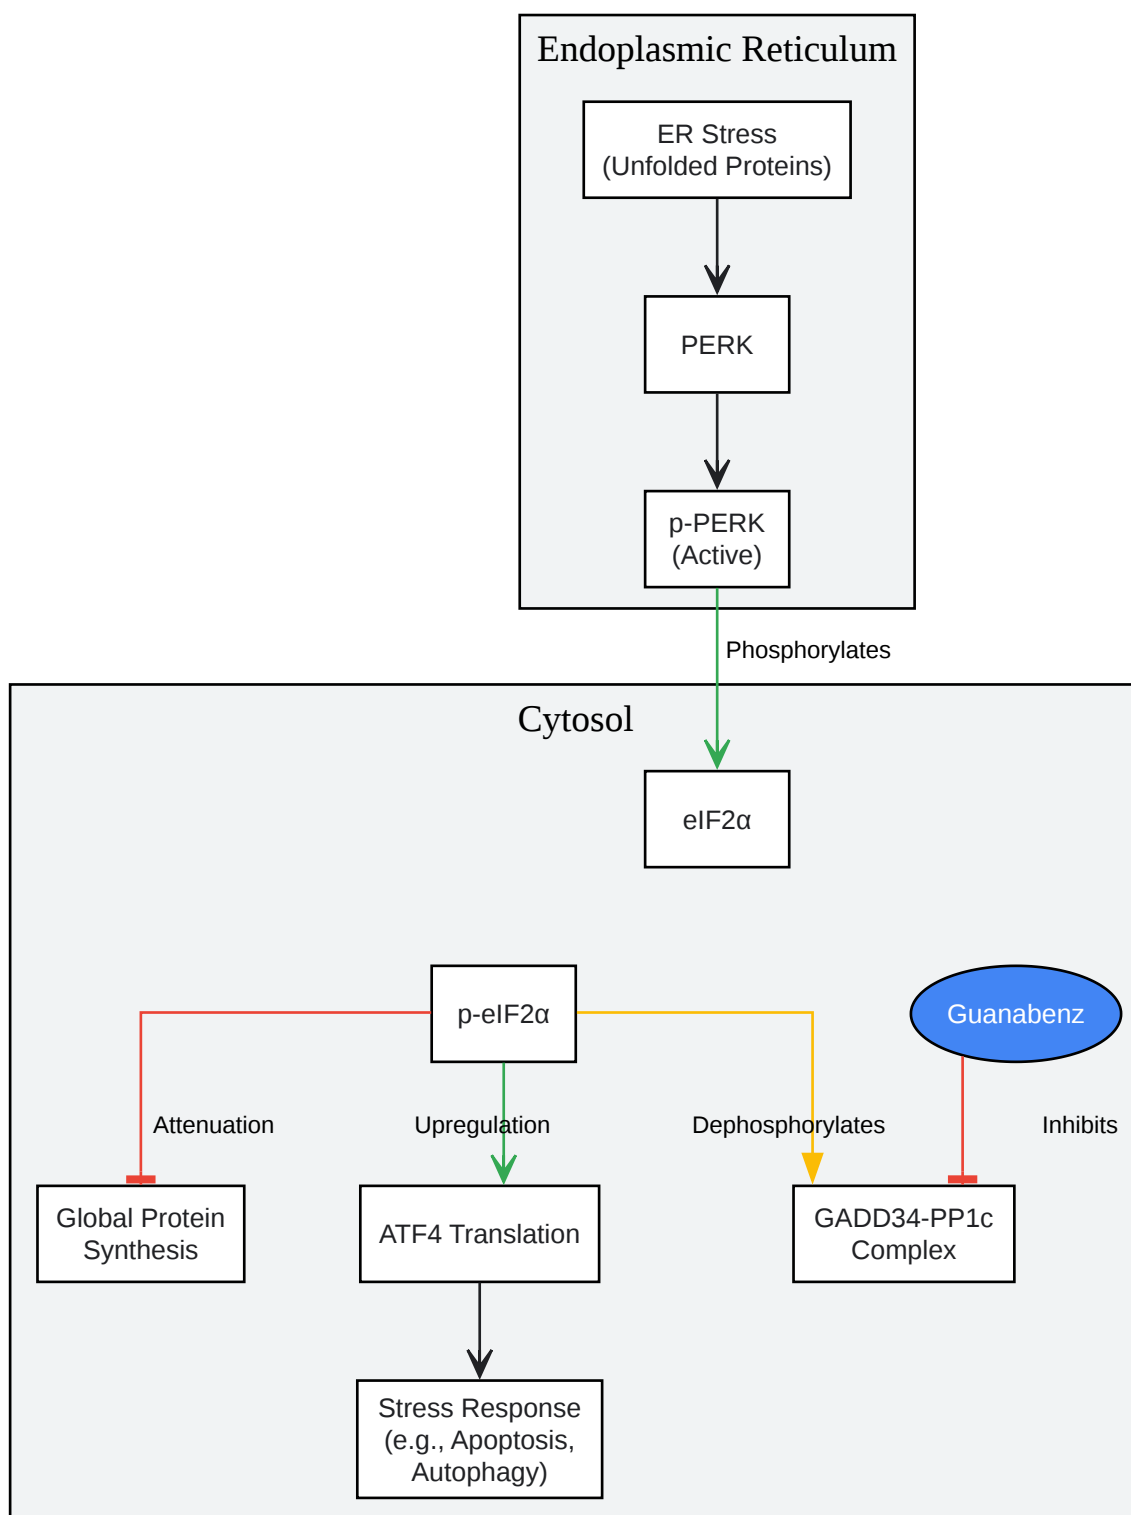 Endoplasmic Reticulum
ER Stress
(Unfolded Proteins)
PERK
p-PERK
(Active)
Phosphorylates
Cytosol
eIF2α
p-eIF2α
Guanabenz
Attenuation
Upregulation
Dephosphorylates
Inhibits
Global Protein
Synthesis
ATF4 Translation
GADD34-PP1c
Complex
Stress Response
(e.g., Apoptosis,
Autophagy)